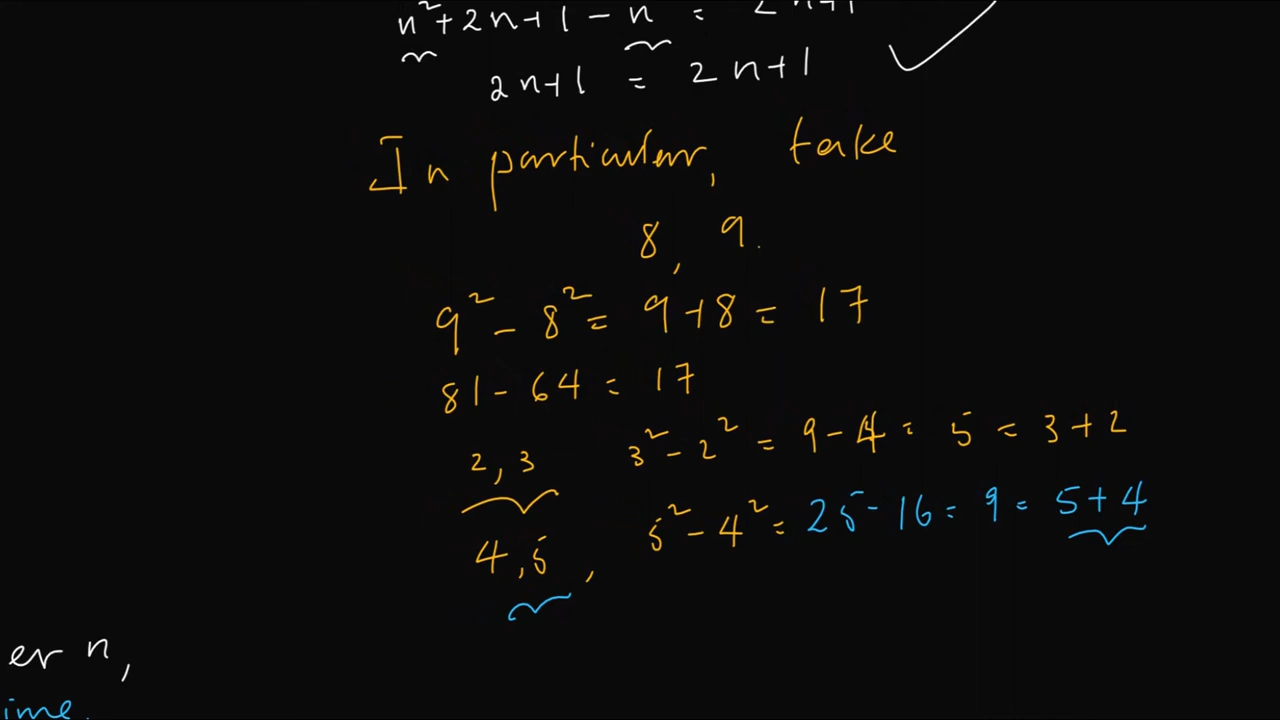 n²+2n+1 - n = 2n+1
2n+1 = 2n+1 ✓
In particular, take
8, 9.
9² - 8² = 9+8 = 17
81 - 64 = 17
2, 3 3² - 2² = 9 - 4 = 5 = 3+2
4, 5, 5² - 4² = 25 - 16 = 9 = 5+4
er n,
ime.